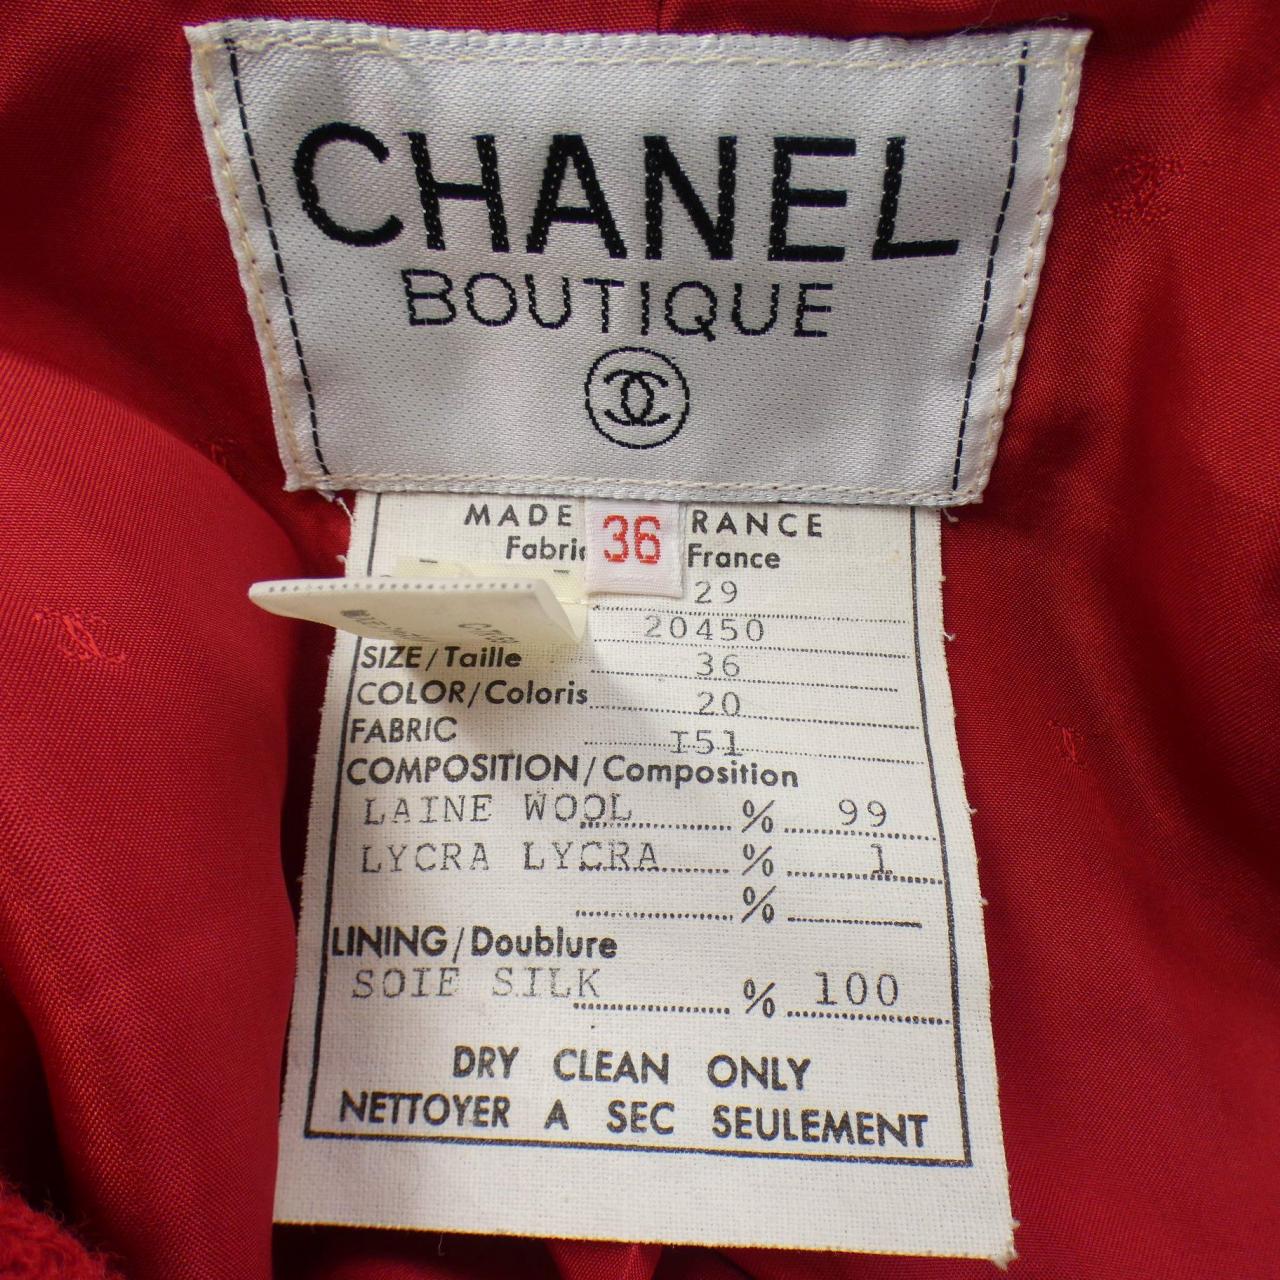 CHANEL
BOUTIQUE
MADE RANCE
36
Fabric France
29
20450
SIZE/Taille 36
COLOR/Coloris 20
FABRIC I51
COMPOSITION/Composition
LAINE WOOL % 99
LYCRA LYCRA % 1
%
LINING/Doublure
SOIE SILK % 100
DRY CLEAN ONLY
NETTOYER A SEC SEULEMENT